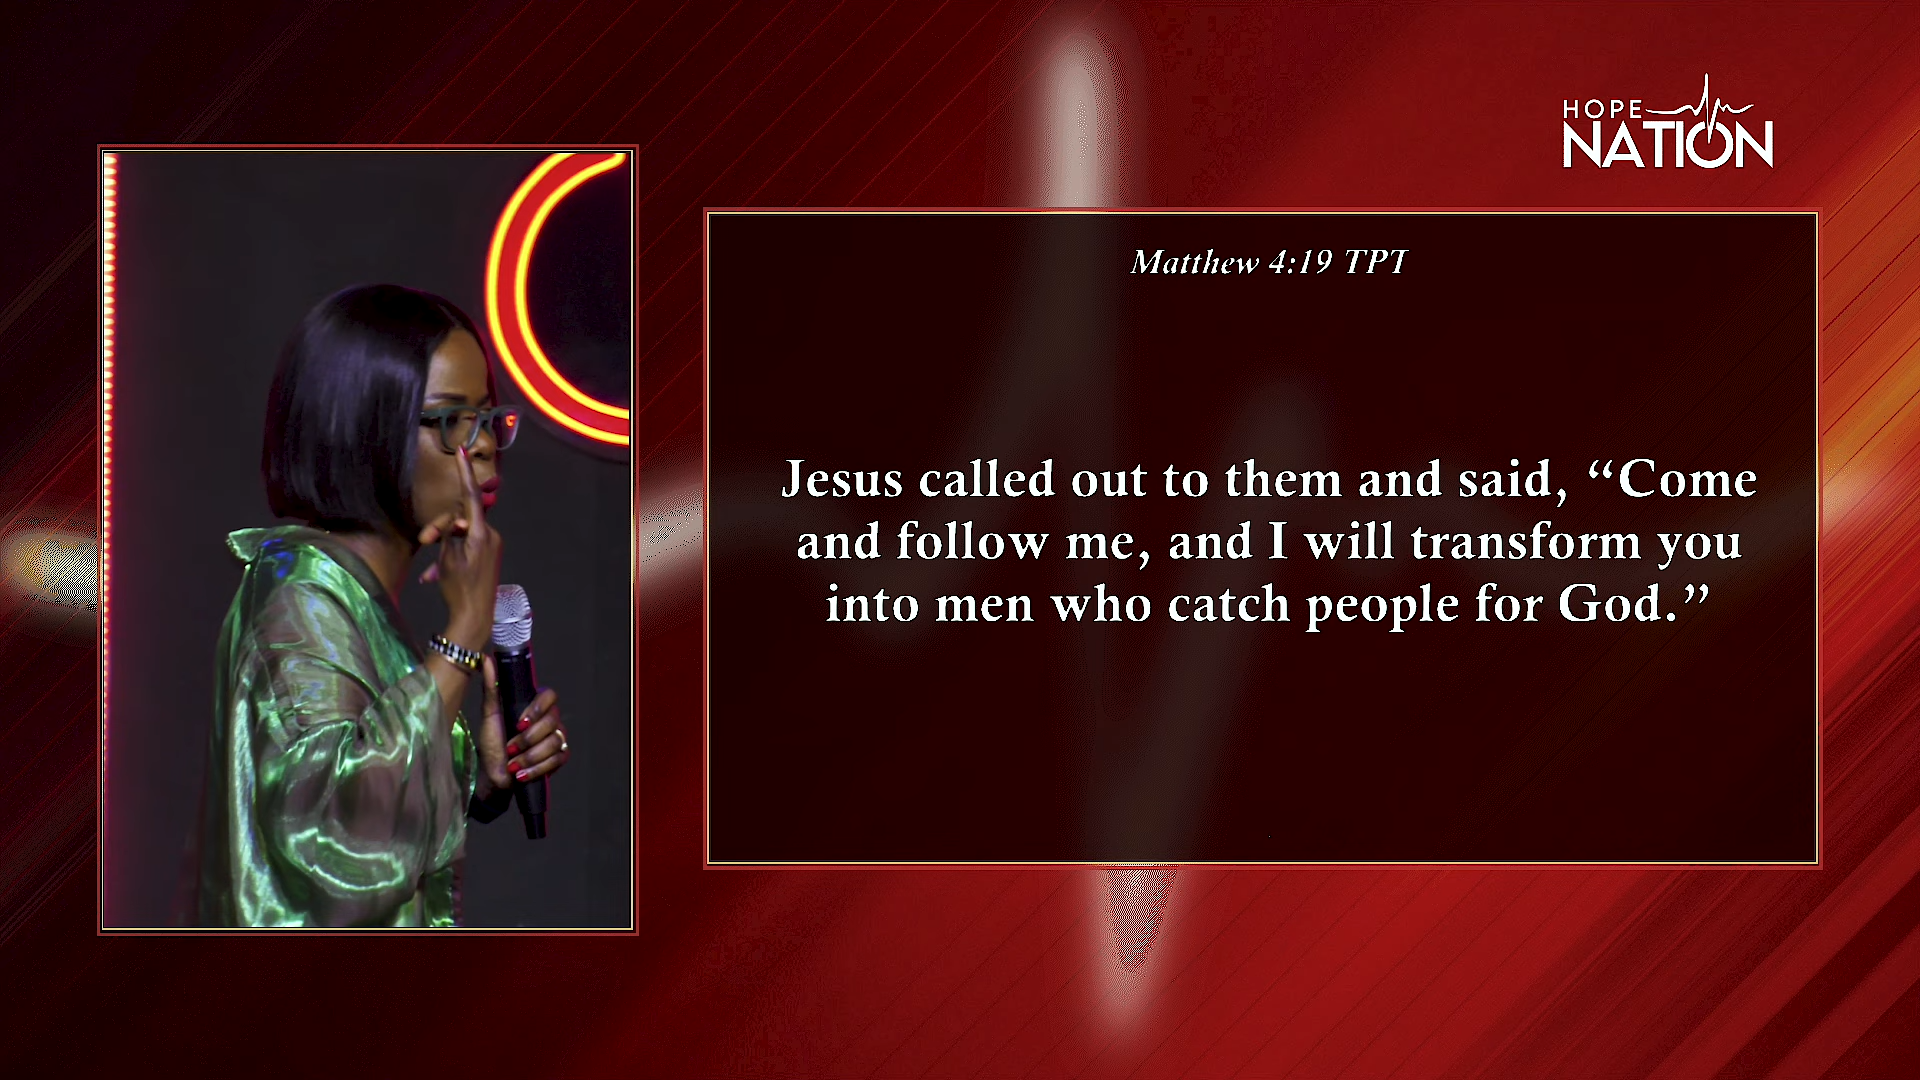 HOPE
NATION
Matthew 4:19 TPT
Jesus called out to them and said, “Come
and follow me, and I will transform you
into men who catch people for God.”